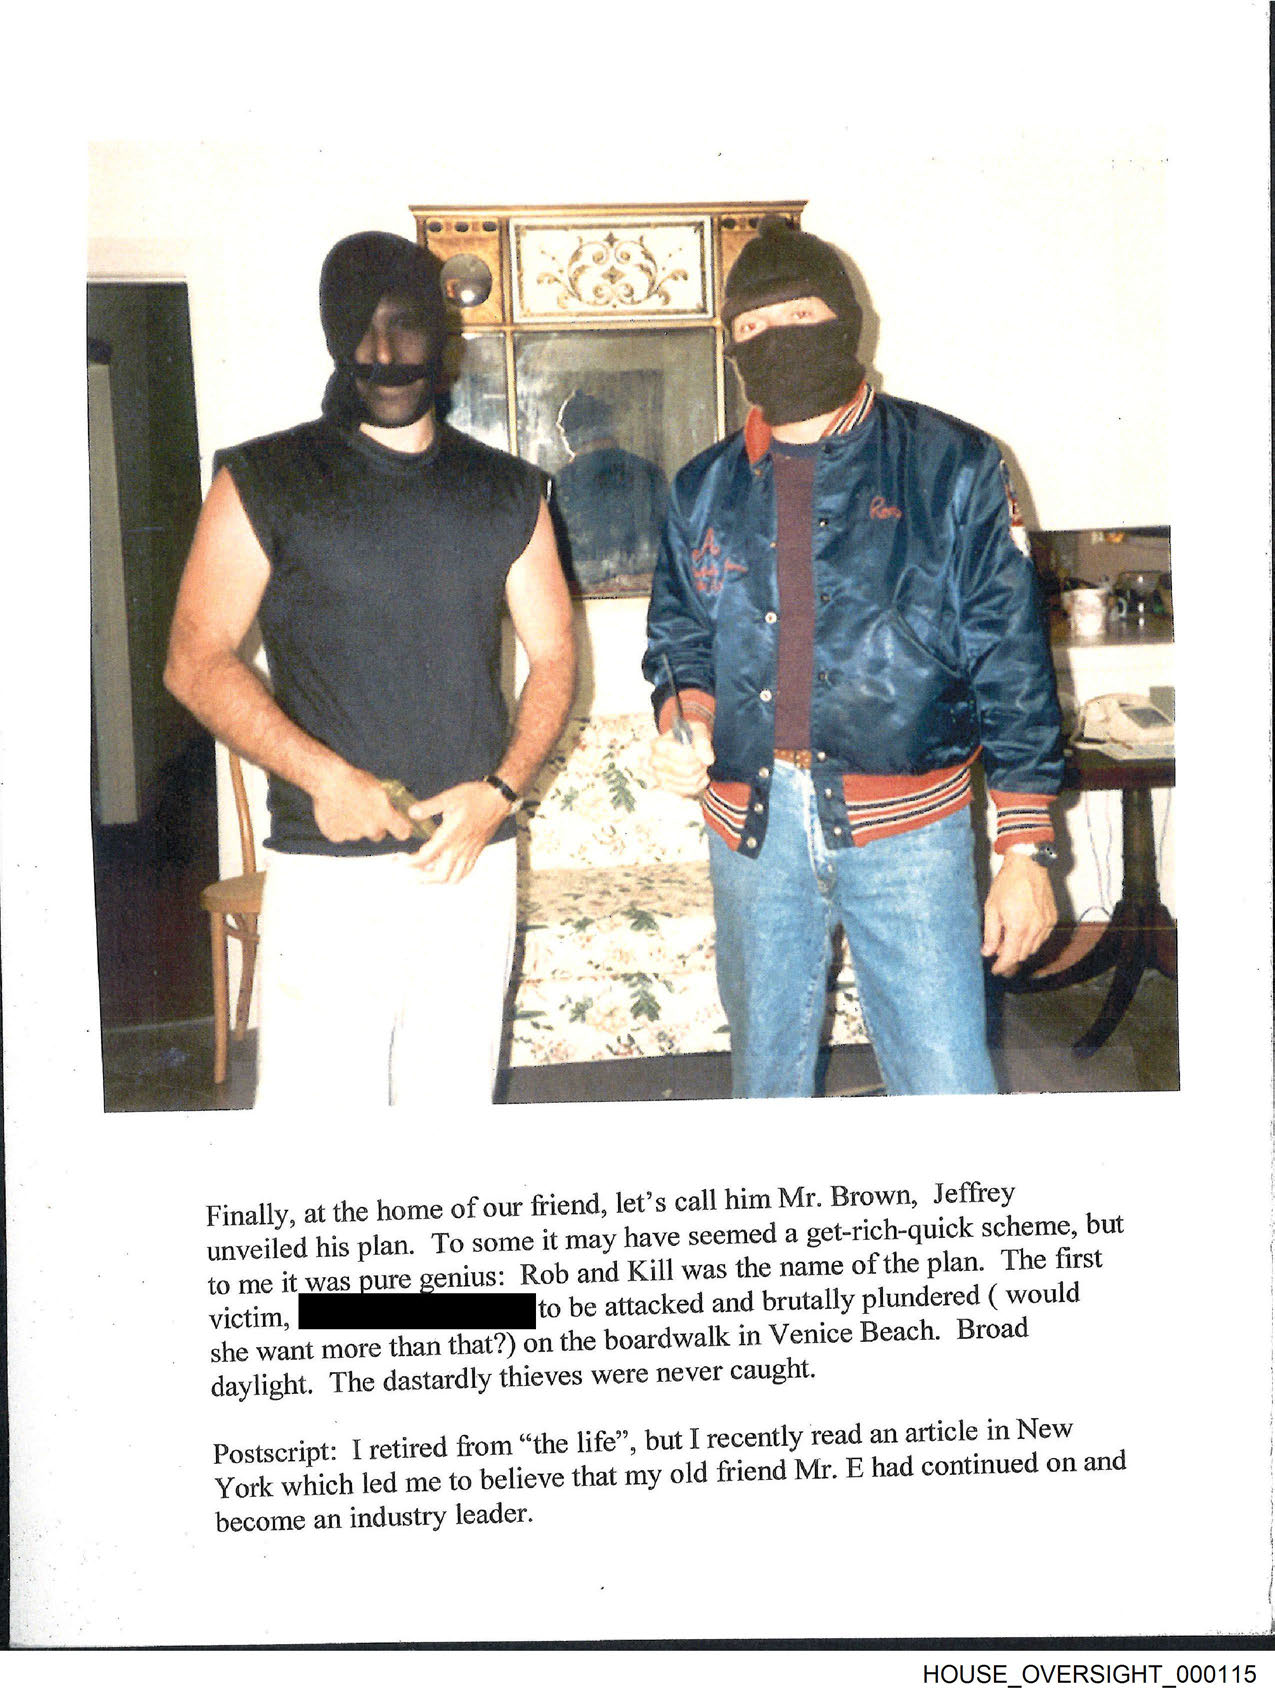 Ron
A
Finally, at the home of our friend, let's call him Mr. Brown, Jeffrey
unveiled his plan. To some it may have seemed a get-rich-quick scheme, but
to me it was pure genius: Rob and Kill was the name of the plan. The first
victim, to be attacked and brutally plundered ( would
she want more than that?) on the boardwalk in Venice Beach. Broad
daylight. The dastardly thieves were never caught.
Postscript: I retired from “the life”, but I recently read an article in New
York which led me to believe that my old friend Mr. E had continued on and
become an industry leader.
HOUSE_OVERSIGHT_000115